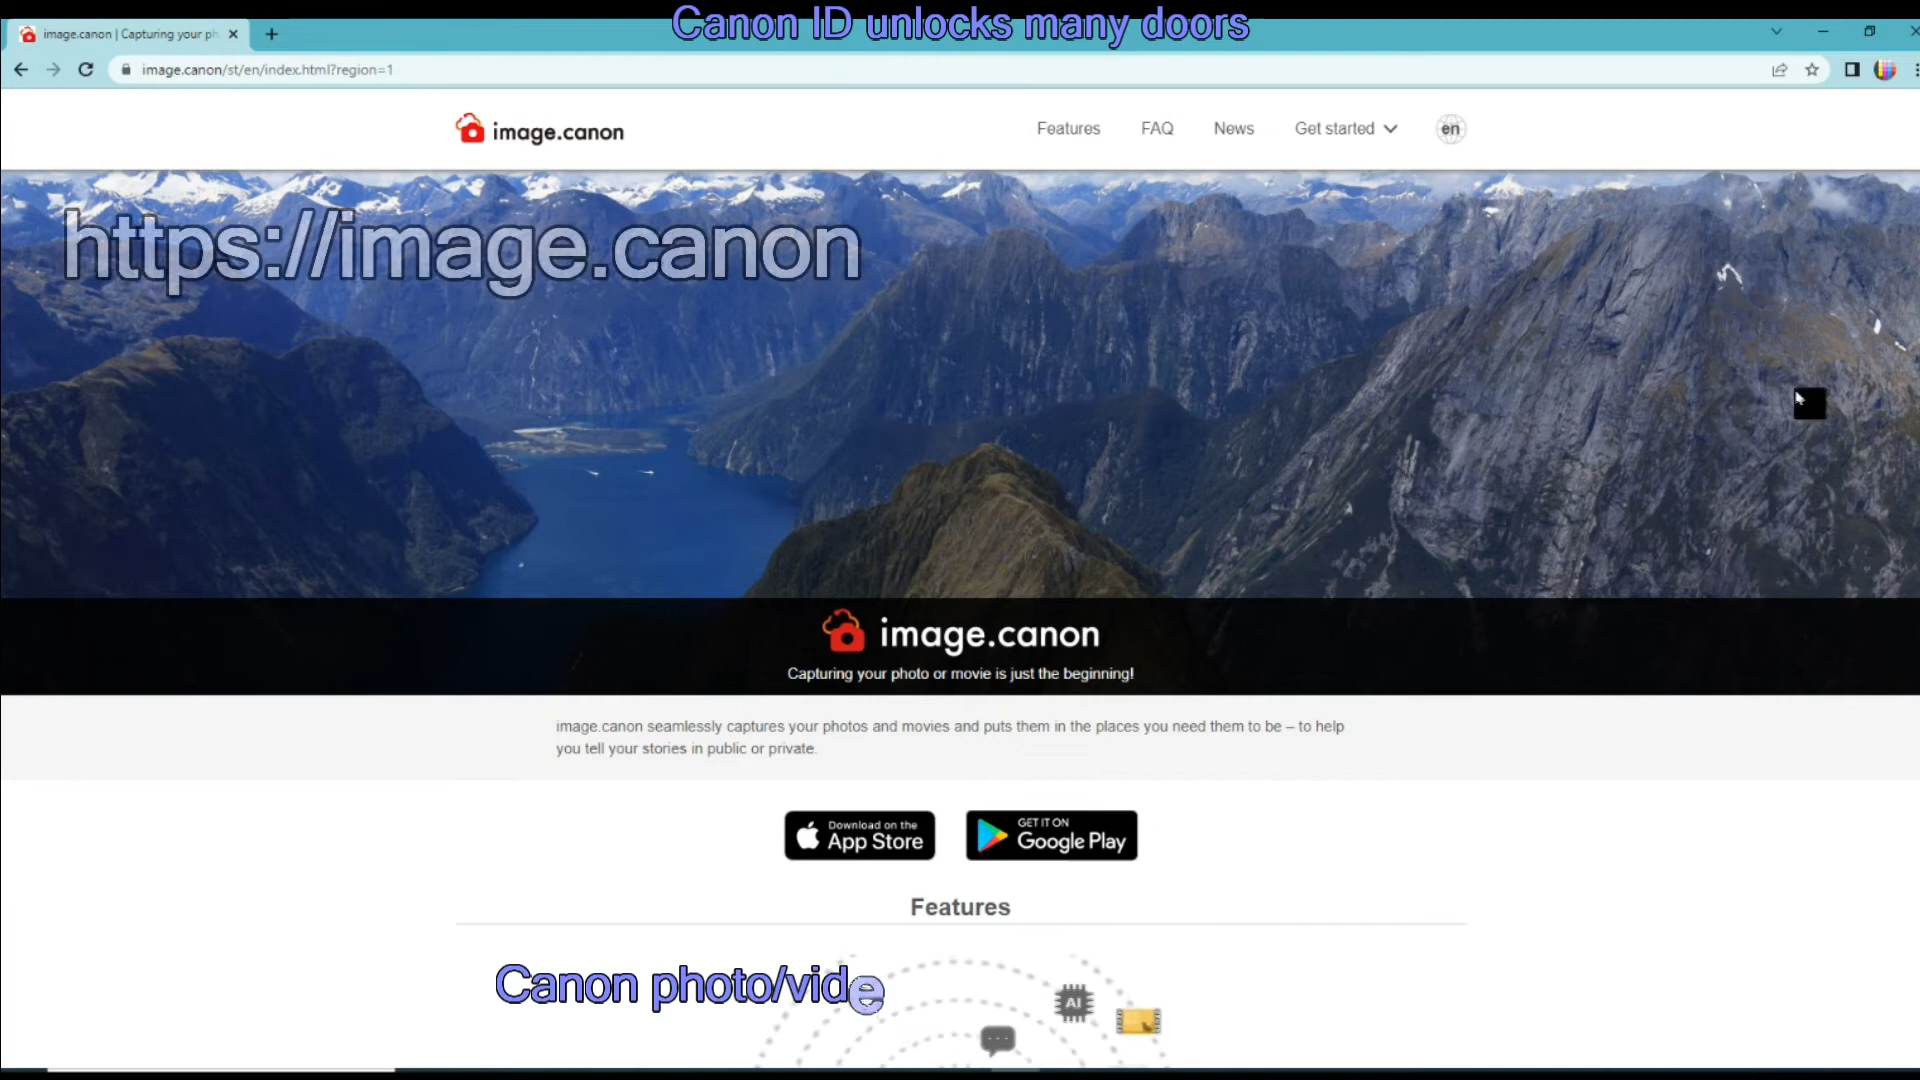 Canon ID unlocks many doors
image.canon | Capturing your ph
image.canon/st/en/index.html?region=1
image.canon
Features
FAQ
News
Get started
en
https://image.canon
image.canon
Capturing your photo or movie is just the beginning!
image.canon seamlessly captures your photos and movies and puts them in the places you need them to be – to help
you tell your stories in public or private.
Download on the
App Store
GET IT ON
Google Play
Features
Canon photo/vide
AI